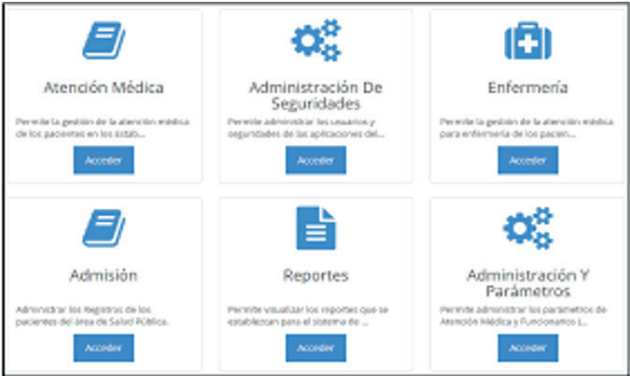 Atención Médica
Permite la gestión de la atención médica
de los pacientes en los estab...
Acceder
Administración De
Seguridades
Permite administrar los usuarios y
seguridades de las aplicaciones del...
Acceder
Enfermería
Permite la gestión de la atención médica
para enfermería de los pacien...
Acceder
Admisión
Administrar los Registros de los
pacientes del área de Salud Pública.
Acceder
Reportes
Permite visualizar los reportes que se
establezcan para el sistema de ...
Acceder
Administración Y
Parámetros
Permite administrar los parámetros de
Atención Médica y Funcionarios (...
Acceder